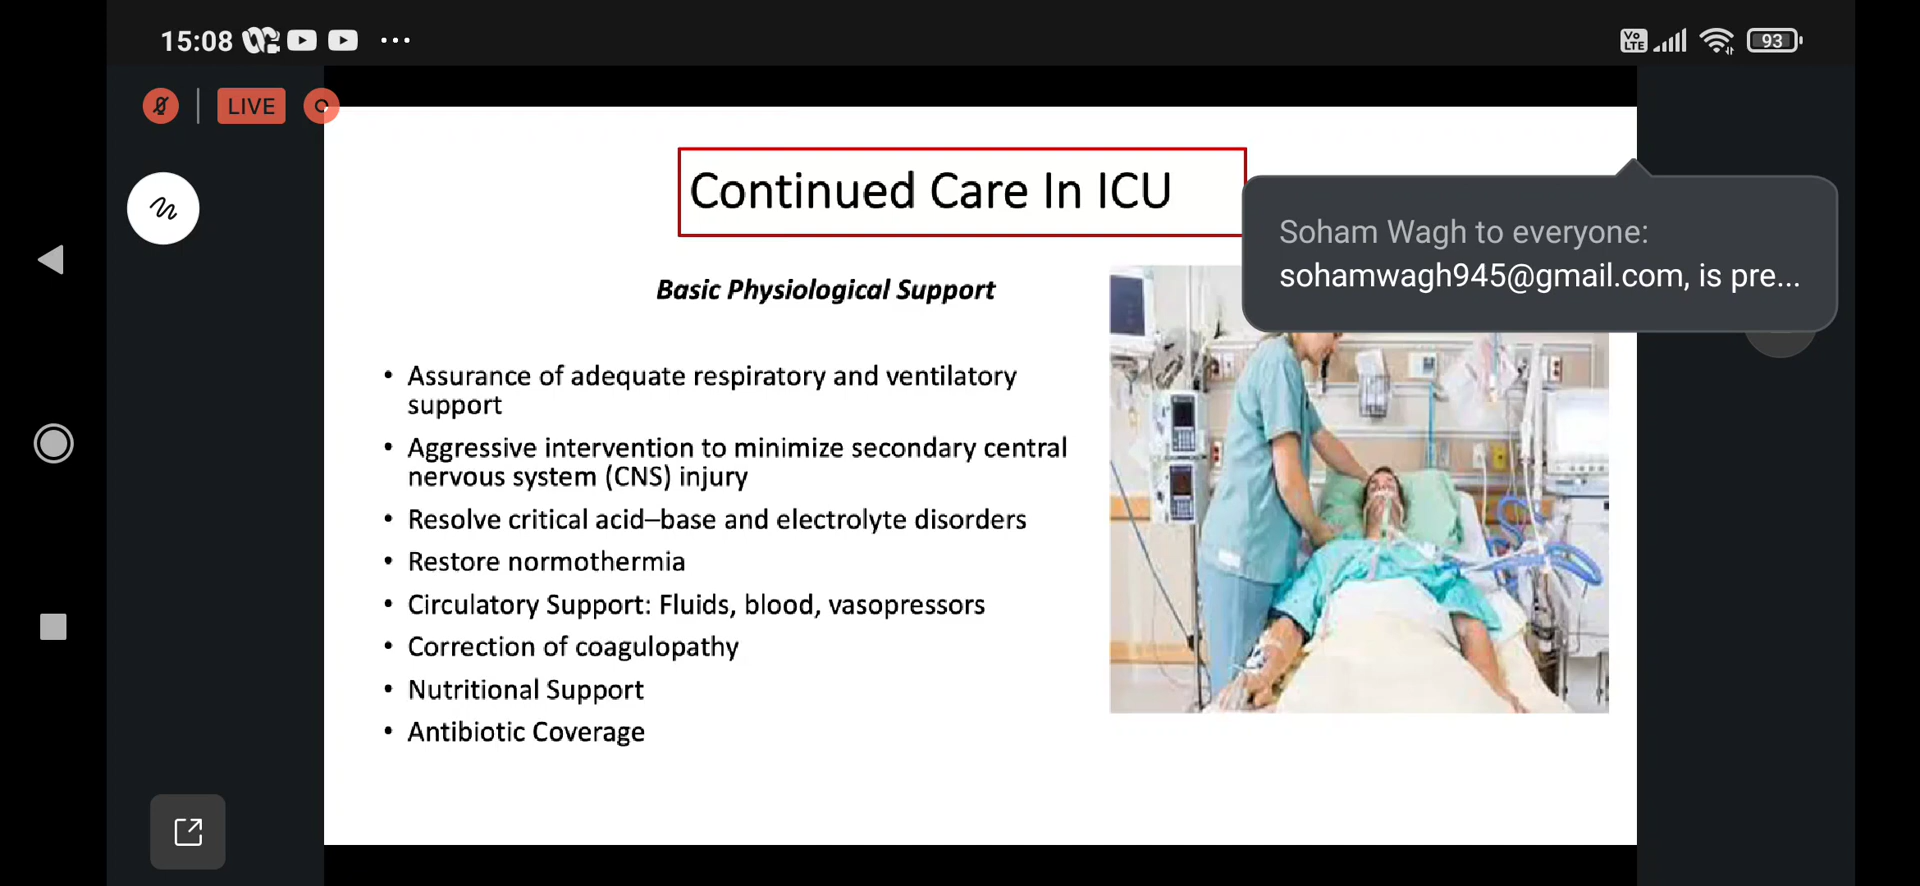 15:08
Vo
LTE
93
LIVE
Continued Care In ICU
Soham Wagh to everyone:
sohamwagh945@gmail.com, is pre...
Basic Physiological Support
• Assurance of adequate respiratory and ventilatory
support
• Aggressive intervention to minimize secondary central
nervous system (CNS) injury
• Resolve critical acid–base and electrolyte disorders
• Restore normothermia
• Circulatory Support: Fluids, blood, vasopressors
• Correction of coagulopathy
• Nutritional Support
• Antibiotic Coverage